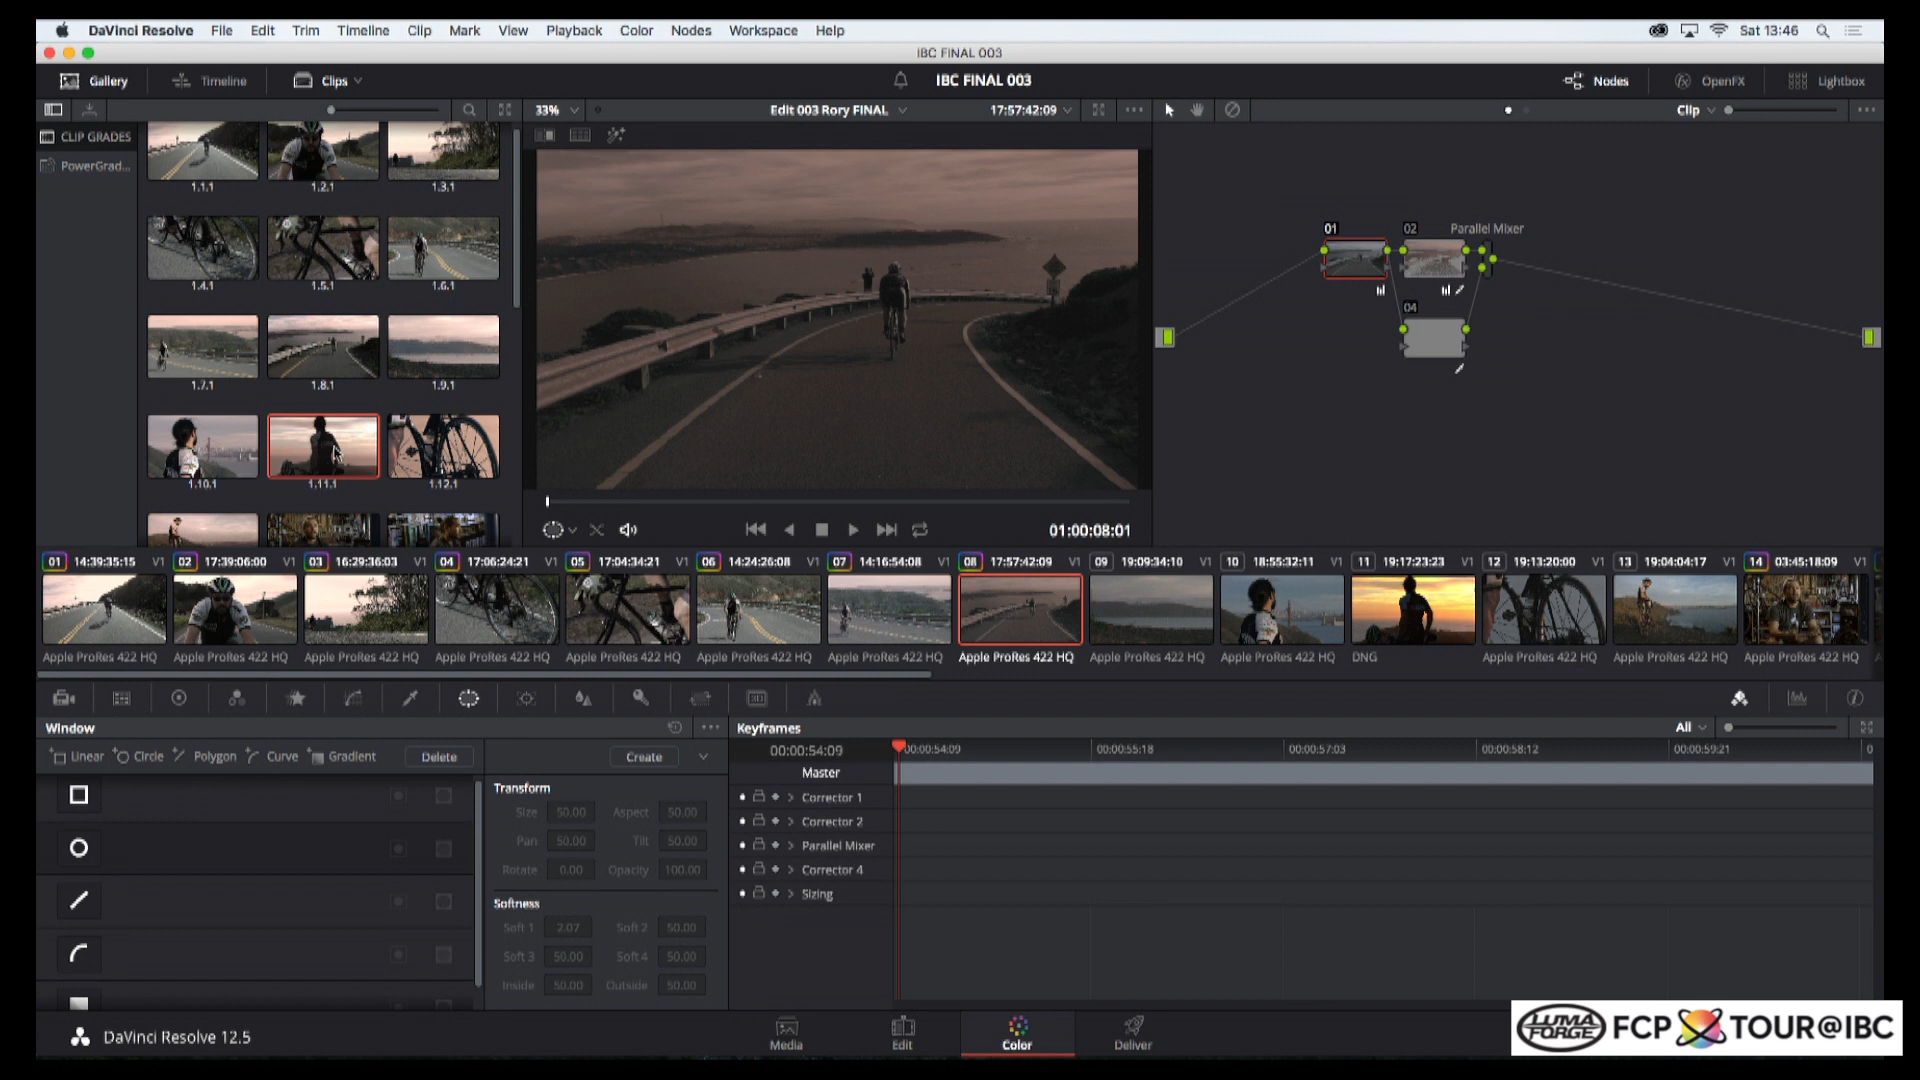 DaVinci Resolve File Edit Trim Timeline Clip Mark View Playback Color Nodes Workspace Help Sat 13:46
IBC FINAL 003
Gallery Timeline Clips IBC FINAL 003 Nodes OpenFX Lightbox
33% Edit 003 Rory FINAL 17:57:42:09 Clip
CLIP GRADES
PowerGrad...
1.1.1 1.2.1 1.3.1
1.4.1 1.5.1 1.6.1
1.7.1 1.8.1 1.9.1
1.10.1 1.11.1 1.12.1
01 02 Parallel Mixer
04
01:00:08:01
01 14:39:35:15 V1 02 17:39:06:00 V1 03 16:29:36:03 V1 04 17:06:24:21 V1 05 17:04:34:21 V1 06 14:24:26:08 V1 07 14:16:54:08 V1 08 17:57:42:09 V1 09 19:09:34:10 V1 10 18:55:32:11 V1 11 19:17:23:23 V1 12 19:13:20:00 V1 13 19:04:04:17 V1 14 03:45:18:09 V1
Apple ProRes 422 HQ Apple ProRes 422 HQ Apple ProRes 422 HQ Apple ProRes 422 HQ Apple ProRes 422 HQ Apple ProRes 422 HQ Apple ProRes 422 HQ Apple ProRes 422 HQ Apple ProRes 422 HQ Apple ProRes 422 HQ DNG Apple ProRes 422 HQ Apple ProRes 422 HQ Apple ProRes 422 HQ
3D
Window Keyframes All
Linear Circle Polygon Curve Gradient Delete Create
00:00:54:09 00:00:54:09 00:00:55:18 00:00:57:03 00:00:58:12 00:00:59:21 0
Master
Corrector 1
Corrector 2
Parallel Mixer
Corrector 4
Sizing
Transform
Size 50.00 Aspect 50.00
Pan 50.00 Tilt 50.00
Rotate 0.00 Opacity 100.00
Softness
Soft 1 2.07 Soft 2 50.00
Soft 3 50.00 Soft 4 50.00
Inside 50.00 Outside 50.00
DaVinci Resolve 12.5
Media Edit Color Deliver
LUMA FORGE FCP X TOUR@IBC